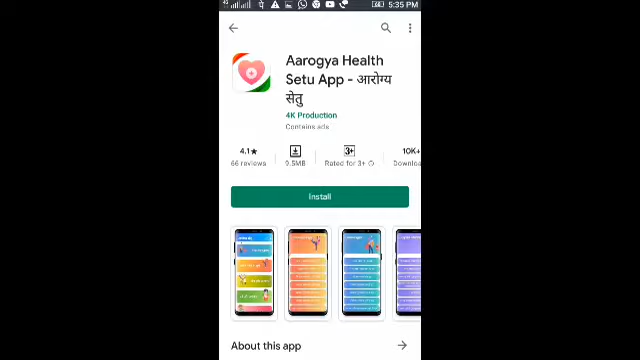 5:35 PM
Aarogya Health
Setu App - आरोग्य
सेतु
4K Production
Contains ads
4.1★
66 reviews
9.5MB
3+
Rated for 3+
10K+
Downloa
Install
About this app